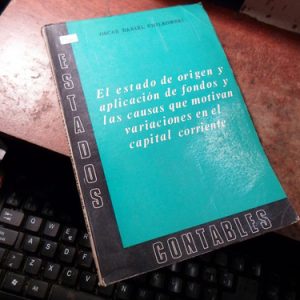 OSCAR DANIEL CHILKOWSKI
El estado de origen y
aplicación de fondos y
las causas que motivan
variaciones en el
capital corriente
ESTADOS
CONTABLES